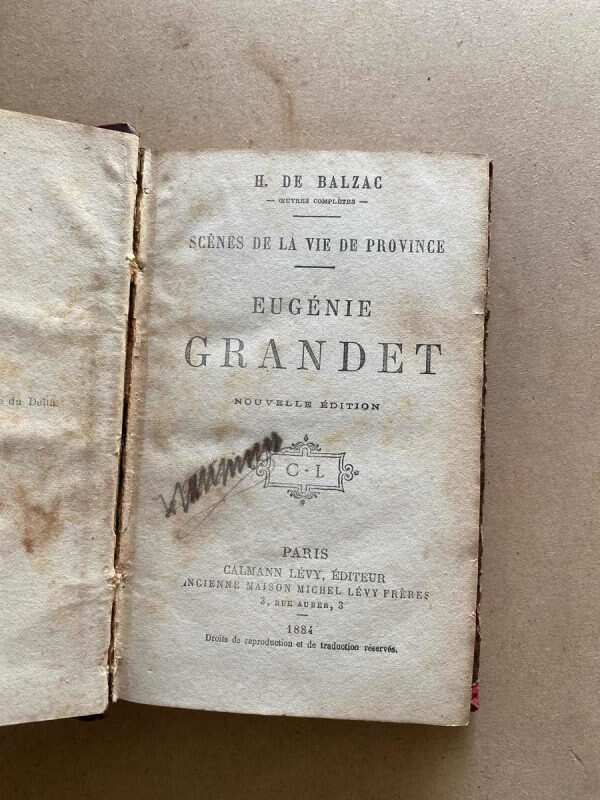 du Delta
H. DE BALZAC
— ŒUVRES COMPLÈTES —
SCÈNES DE LA VIE DE PROVINCE
EUGÉNIE
GRANDET
NOUVELLE ÉDITION
C·L
PARIS
CALMANN LÉVY, ÉDITEUR
ANCIENNE MAISON MICHEL LÉVY FRÈRES
3, RUE AUBER, 3
1884
Droits de reproduction et de traduction réservés.